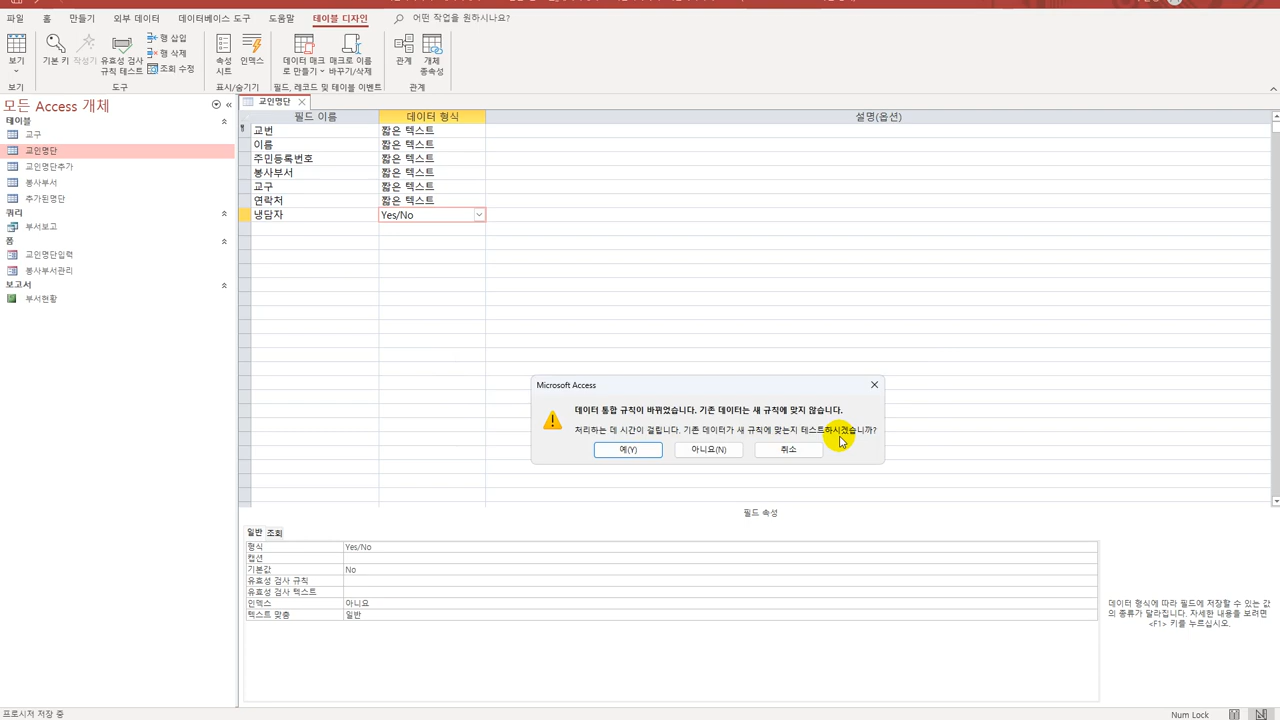 파일 홈 만들기 외부 데이터 데이터베이스 도구 도움말 테이블 디자인 어떤 작업을 원하시나요?
보기
기본 키
작성기
유효성 검사
규칙 테스트
행 삽입
행 삭제
조회 수정
속성
시트
인덱스
데이터 매크
로 만들기
매크로 이름
바꾸기/삭제
관계
개체
종속성
보기 도구 표시/숨기기 필드, 레코드 및 테이블 이벤트 관계
모든 Access 개체
테이블
교구
교인명단
교인명단추가
봉사부서
추가된명단
쿼리
부서보고
폼
교인명단입력
봉사부서관리
보고서
부서현황
교인명단
필드 이름 데이터 형식 설명(옵션)
교번 짧은 텍스트
이름 짧은 텍스트
주민등록번호 짧은 텍스트
봉사부서 짧은 텍스트
교구 짧은 텍스트
연락처 짧은 텍스트
냉담자 Yes/No
Microsoft Access
데이터 통합 규칙이 바뀌었습니다. 기존 데이터는 새 규칙에 맞지 않습니다.
처리하는 데 시간이 걸립니다. 기존 데이터가 새 규칙에 맞는지 테스트하시겠습니까?
예(Y) 아니요(N) 취소
필드 속성
일반 조회
형식 Yes/No
캡션
기본값 No
유효성 검사 규칙
유효성 검사 텍스트
인덱스 아니요
텍스트 맞춤 일반
데이터 형식에 따라 필드에 저장할 수 있는 값
의 종류가 달라집니다. 자세한 내용을 보려면
<F1> 키를 누르십시오.
프로시저 저장 중 Num Lock